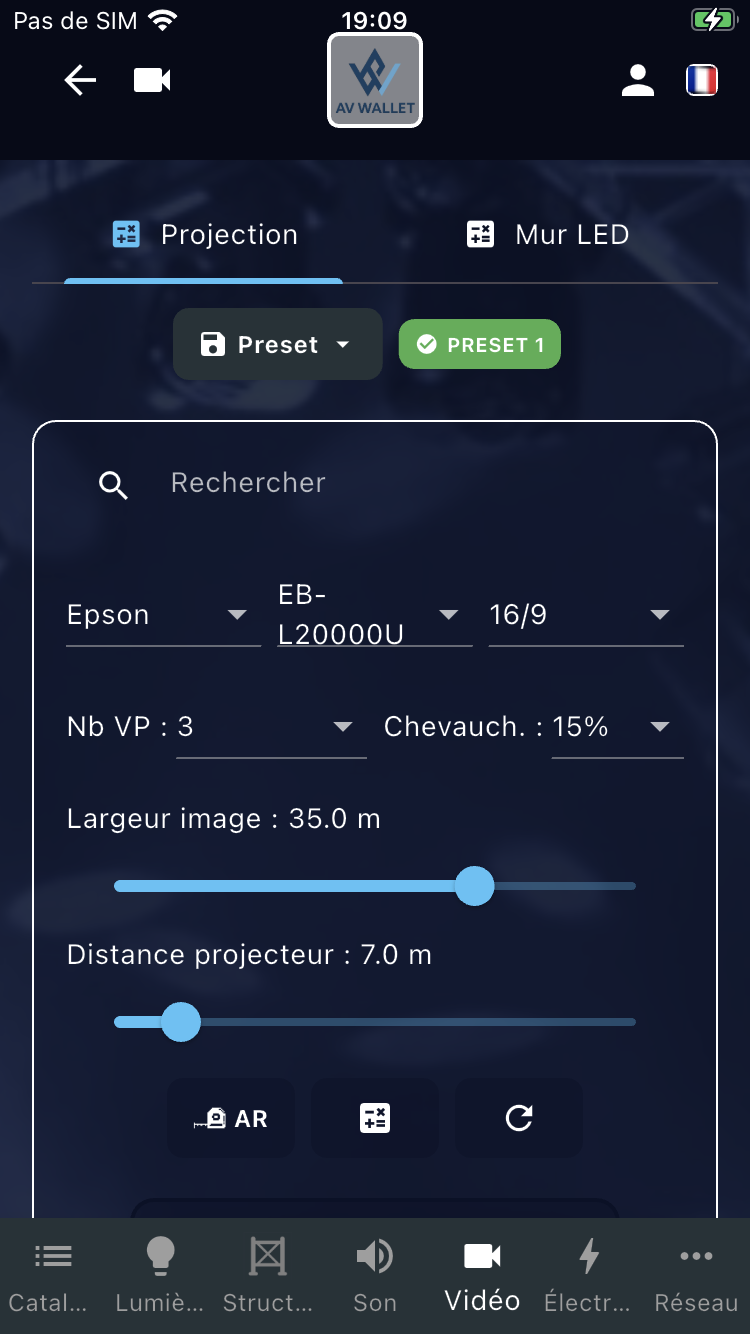 Pas de SIM
19:09
AV WALLET
Projection
Mur LED
Preset
PRESET 1
Rechercher
Epson
EB-
L20000U
16/9
Nb VP : 3
Chevauch. : 15%
Largeur image : 35.0 m
Distance projecteur : 7.0 m
AR
Catal...
Lumiè...
Struct...
Son
Vidéo
Électr...
Réseau